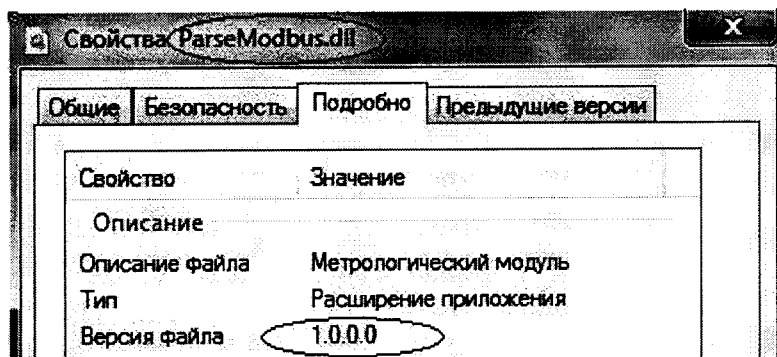 Свойства: ParseModbus.dll
Общие Безопасность Подробно Предыдущие версии
Свойство Значение
Описание
Описание файла Метрологический модуль
Тип Расширение приложения
Версия файла 1.0.0.0